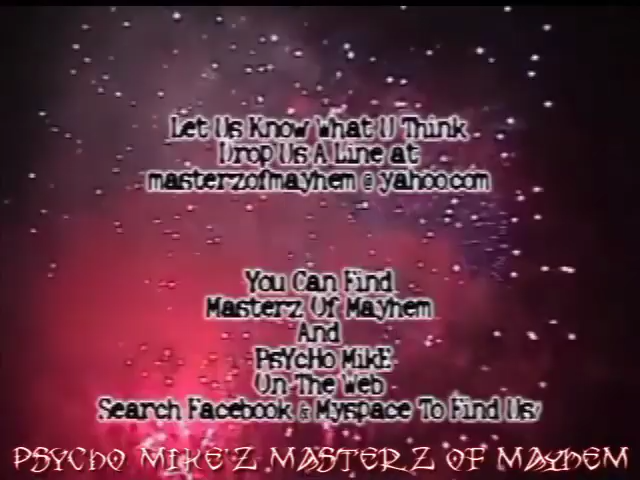 Let Us Know What U Think
Drop Us A Line at
masterzofmayhem @ yahoo.com
You Can Find
Masterz Of Mayhem
And
PsYcHo MikE
On The Web
Search Facebook & Myspace To Find Us!
PSYChO MIKE'Z MASTERZ OF MAYHEM